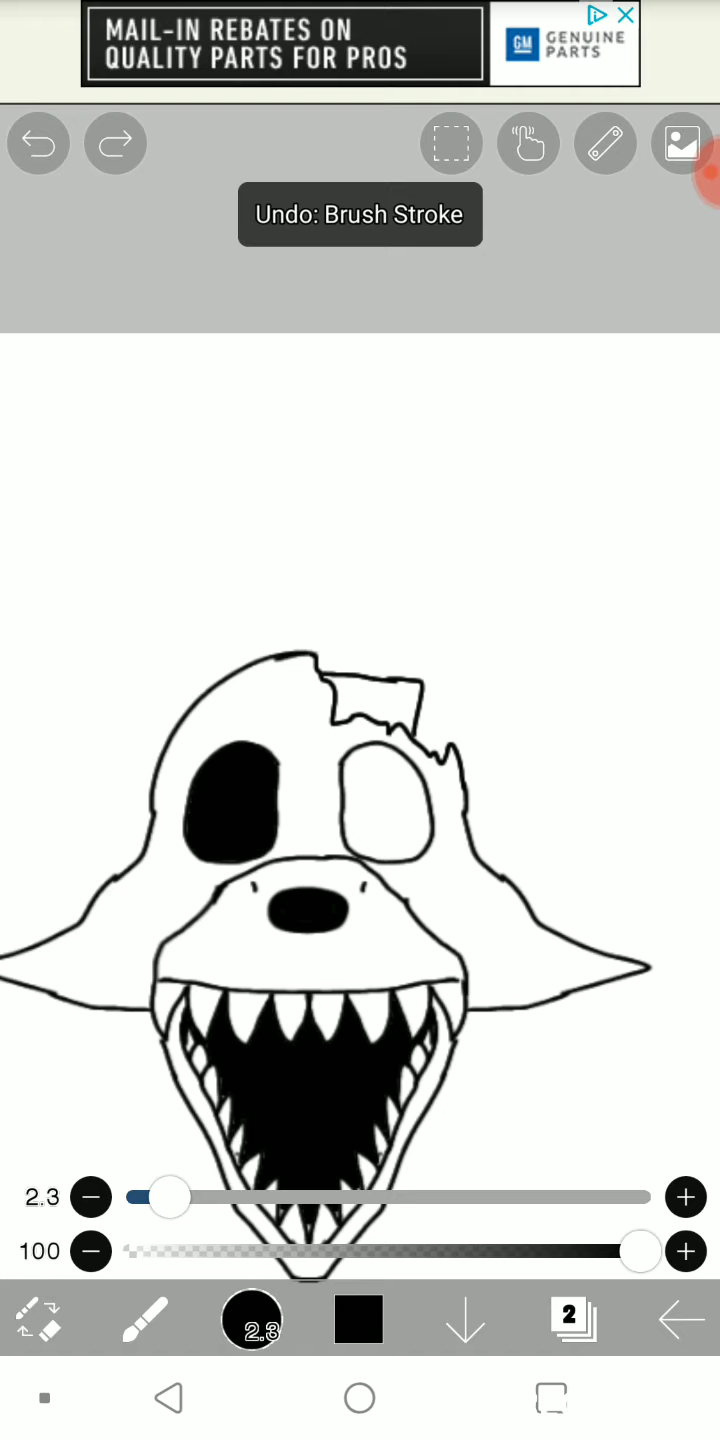 MAIL-IN REBATES ON
QUALITY PARTS FOR PROS
GM
GENUINE
PARTS
Undo: Brush Stroke
2.3
100
2.3
2